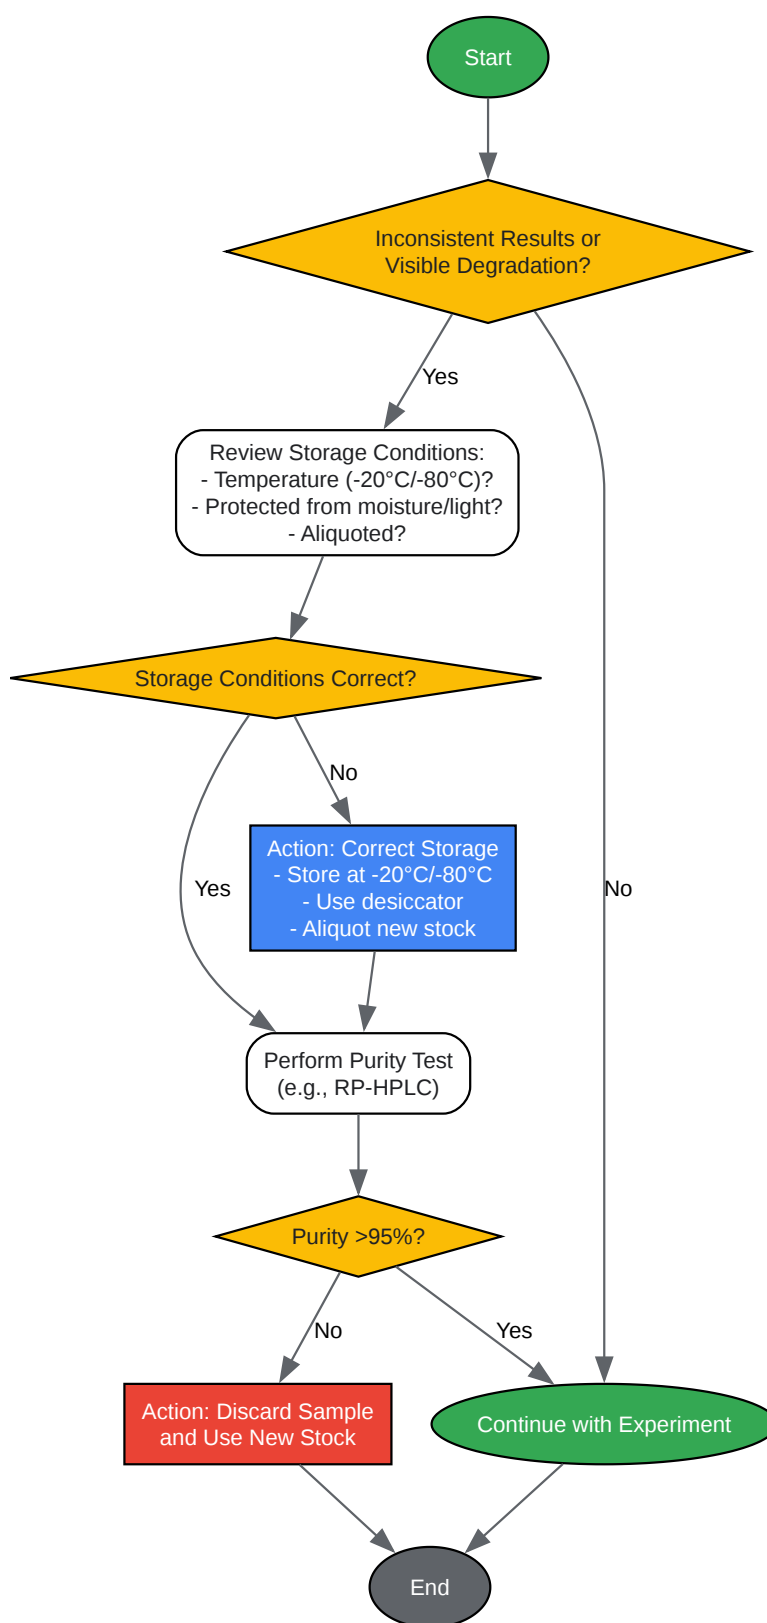 Start
Inconsistent Results or
Visible Degradation?
Yes
Review Storage Conditions:
- Temperature (-20°C/-80°C)?
- Protected from moisture/light?
- Aliquoted?
Storage Conditions Correct?
No
Action: Correct Storage
- Store at -20°C/-80°C
- Use desiccator
- Aliquot new stock
Yes
No
Perform Purity Test
(e.g., RP-HPLC)
Purity >95%?
No
Yes
Action: Discard Sample
and Use New Stock
Continue with Experiment
End